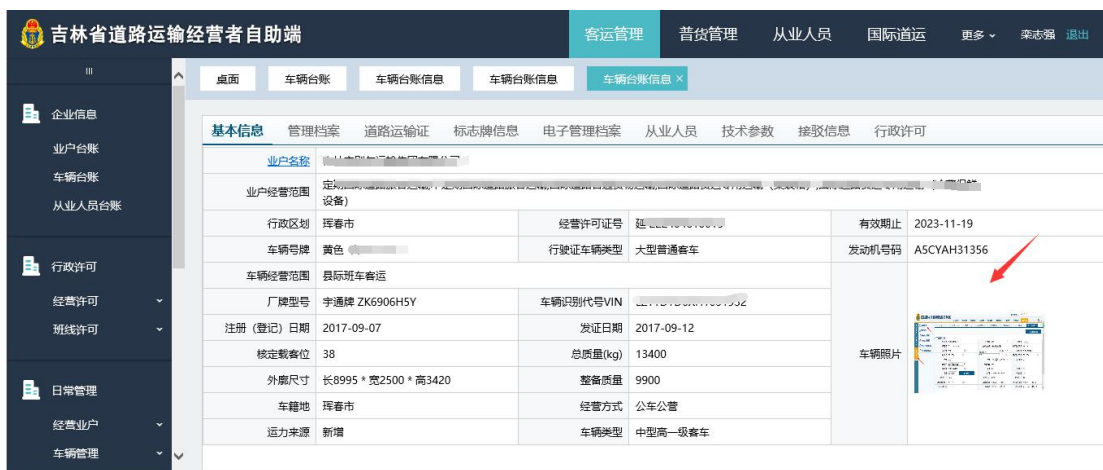 吉林省道路运输经营者自助端 客运管理 普货管理 从业人员 国际道运 更多 栾志强 退出
桌面 车辆台账 车辆台账信息 车辆台账信息 车辆台账信息 ×
企业信息
业户台账
车辆台账
从业人员台账
行政许可
经营许可
班线许可
日常管理
经营业户
车辆管理
基本信息 管理档案 道路运输证 标志牌信息 电子管理档案 从业人员 技术参数 接驳信息 行政许可
业户名称
业户经营范围
设备)
行政区划 珲春市 经营许可证号 延 有效期止 2023-11-19
车辆号牌 黄色 行驶证车辆类型 大型普通客车 发动机号码 A5CYAH31356
车辆经营范围 县际班车客运
厂牌型号 宇通牌 ZK6906H5Y 车辆识别代号VIN
注册（登记）日期 2017-09-07 发证日期 2017-09-12
核定载客位 38 总质量(kg) 13400 车辆照片
外廓尺寸 长8995 * 宽2500 * 高3420 整备质量 9900
车籍地 珲春市 经营方式 公车公营
运力来源 新增 车辆类型 中型高一级客车